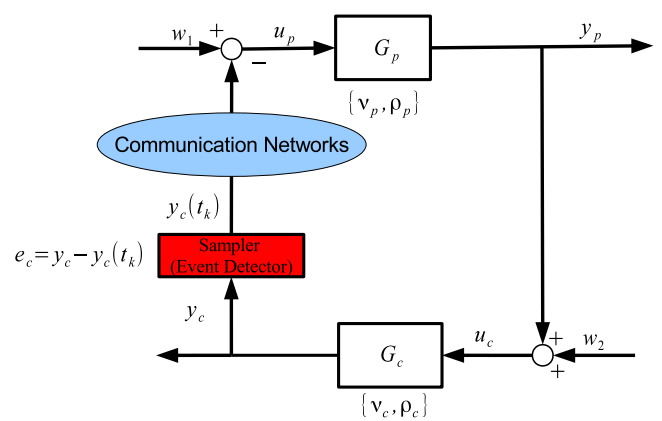 w₁ + u_p G_p y_p
−
{ν_p, ρ_p}
Communication Networks
y_c(t_k)
e_c=y_c−y_c(t_k) Sampler
(Event Detector)
y_c
G_c u_c + w₂
+
{ν_c, ρ_c}